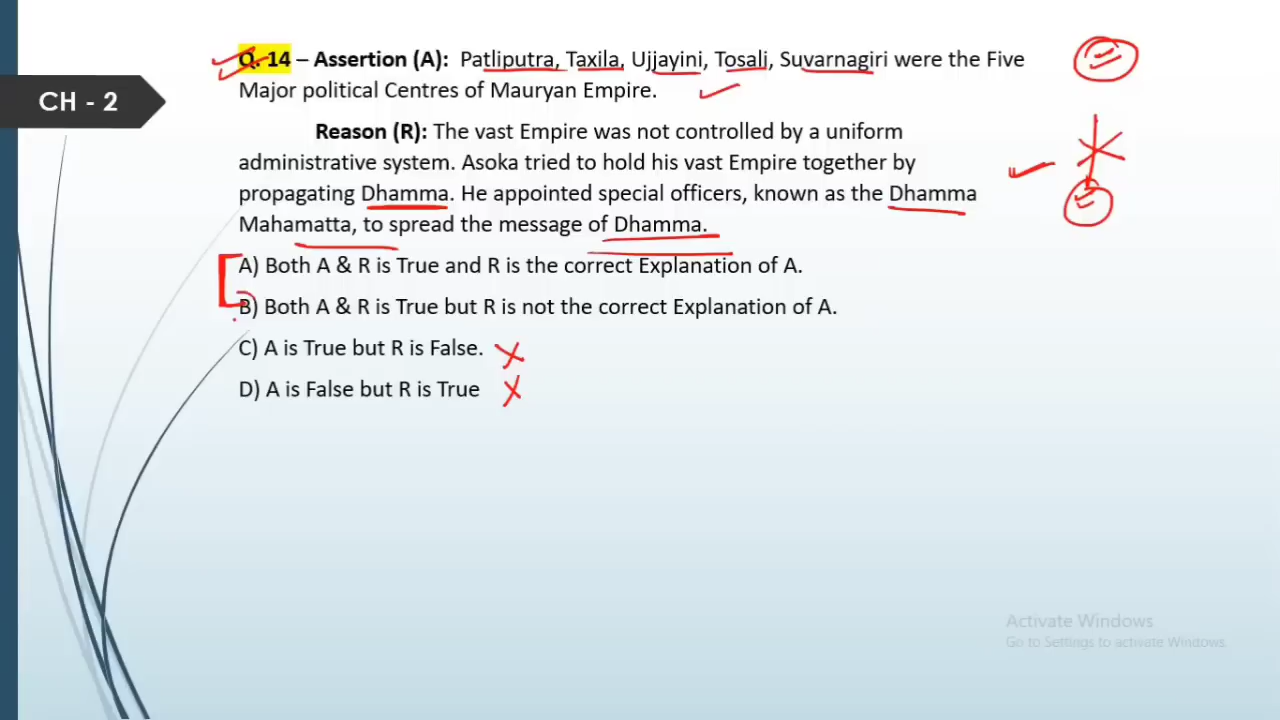 Q. 14 – Assertion (A): Patliputra, Taxila, Ujjayini, Tosali, Suvarnagiri were the Five
Major political Centres of Mauryan Empire.
CH - 2
Reason (R): The vast Empire was not controlled by a uniform
administrative system. Asoka tried to hold his vast Empire together by
propagating Dhamma. He appointed special officers, known as the Dhamma
Mahamatta, to spread the message of Dhamma.
A) Both A & R is True and R is the correct Explanation of A.
B) Both A & R is True but R is not the correct Explanation of A.
C) A is True but R is False.
D) A is False but R is True
Activate Windows
Go to Settings to activate Windows.